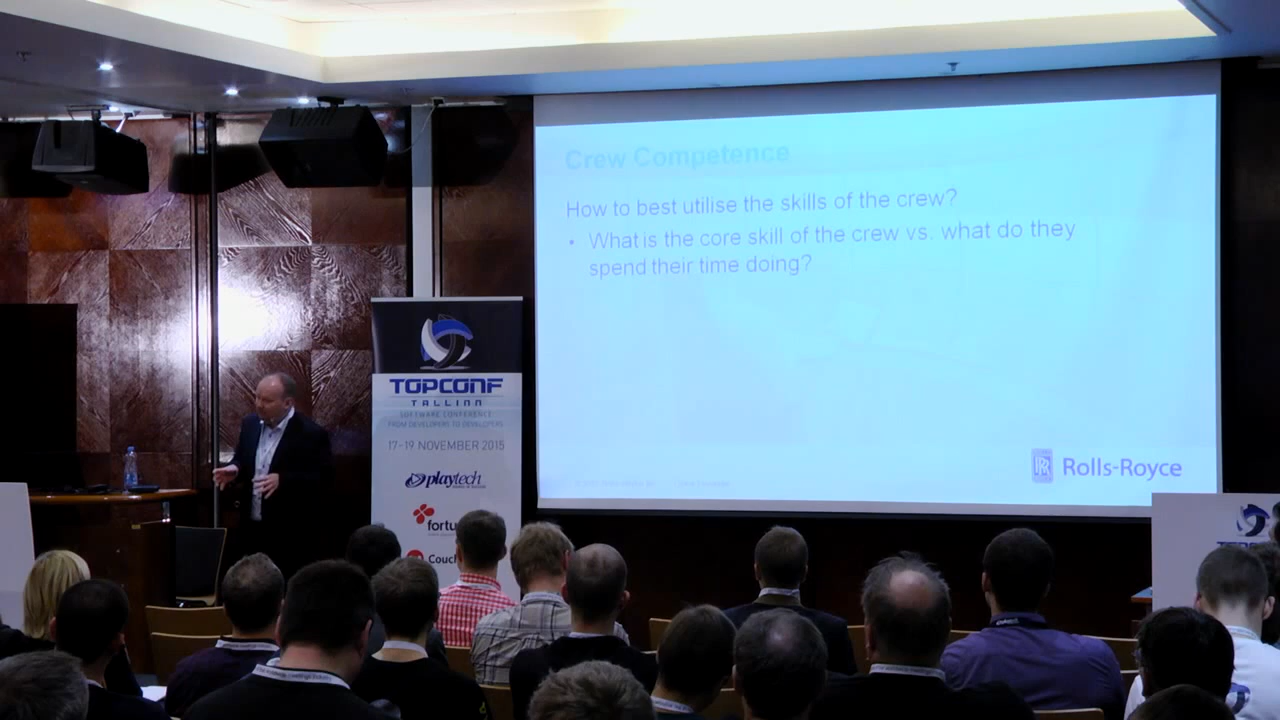 Crew Competence
How to best utilise the skills of the crew?
• What is the core skill of the crew vs. what do they
spend their time doing?
Rolls-Royce
TOPCONF
TALLINN
SOFTWARE CONFERENCE
FROM DEVELOPERS TO DEVELOPERS
17-19 NOVEMBER 2015
playtech
fortu
Couch